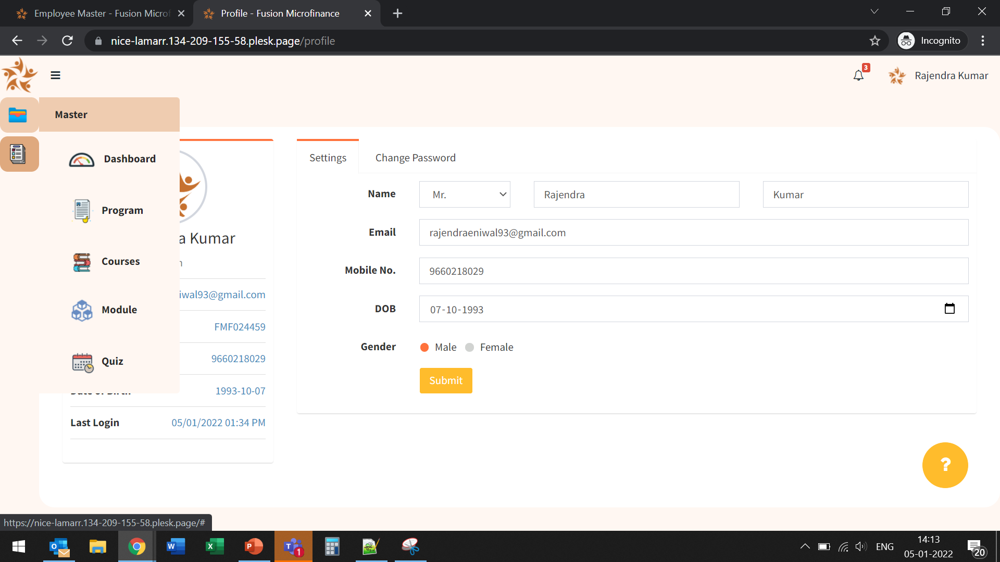 Employee Master - Fusion Microf
Profile - Fusion Microfinance
nice-lamarr.134-209-155-58.plesk.page/profile
Incognito
3
Rajendra Kumar
Master
Dashboard
Program
Courses
Module
Quiz
a Kumar
n
iwal93@gmail.com
FMF024459
9660218029
1993-10-07
Last Login 05/01/2022 01:34 PM
Settings Change Password
Name Mr. Rajendra Kumar
Email rajendraeniwal93@gmail.com
Mobile No. 9660218029
DOB 07-10-1993
Gender Male Female
Submit
?
https://nice-lamarr.134-209-155-58.plesk.page/#
1
ENG
14:13
05-01-2022
20